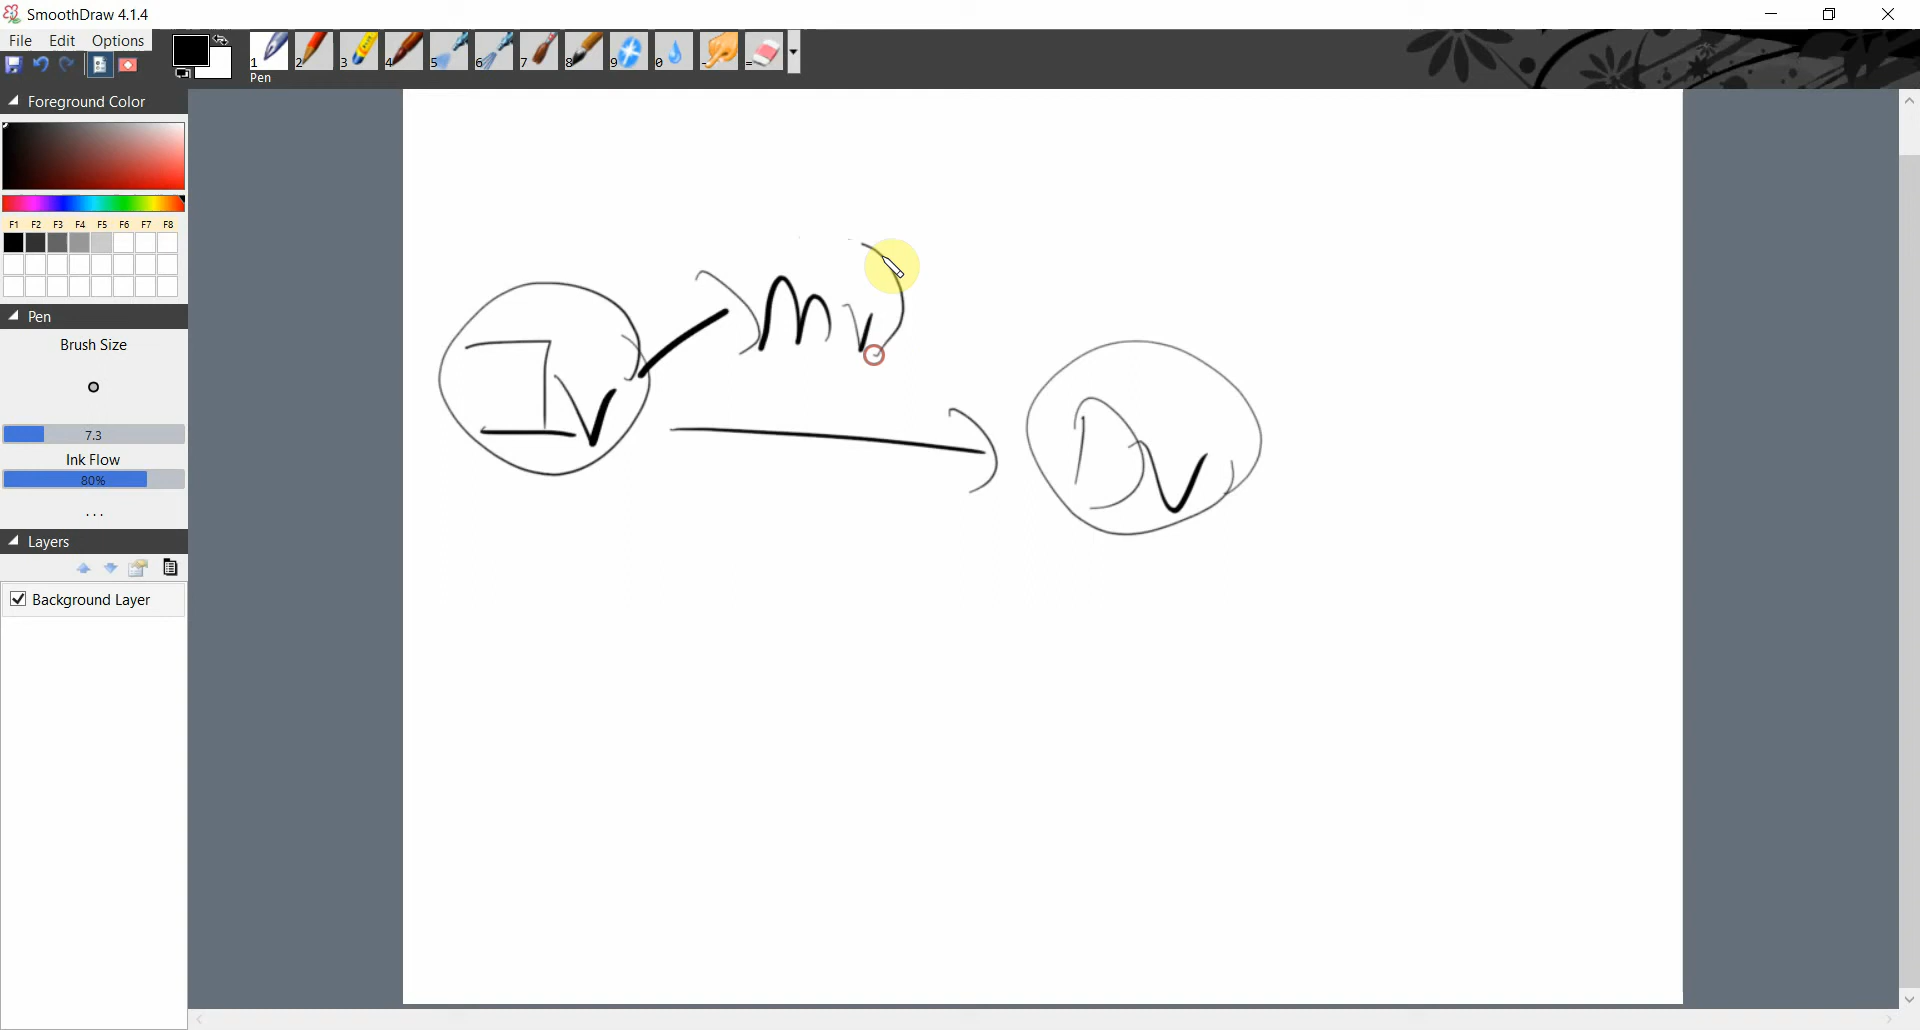 SmoothDraw 4.1.4
File Edit Options
1 2 3 4 5 6 7 8 9 0 - =
Pen
Foreground Color
F1 F2 F3 F4 F5 F6 F7 F8
Pen
Brush Size
7.3
Ink Flow
80%
...
Layers
Background Layer
Mv
Iv
Dv